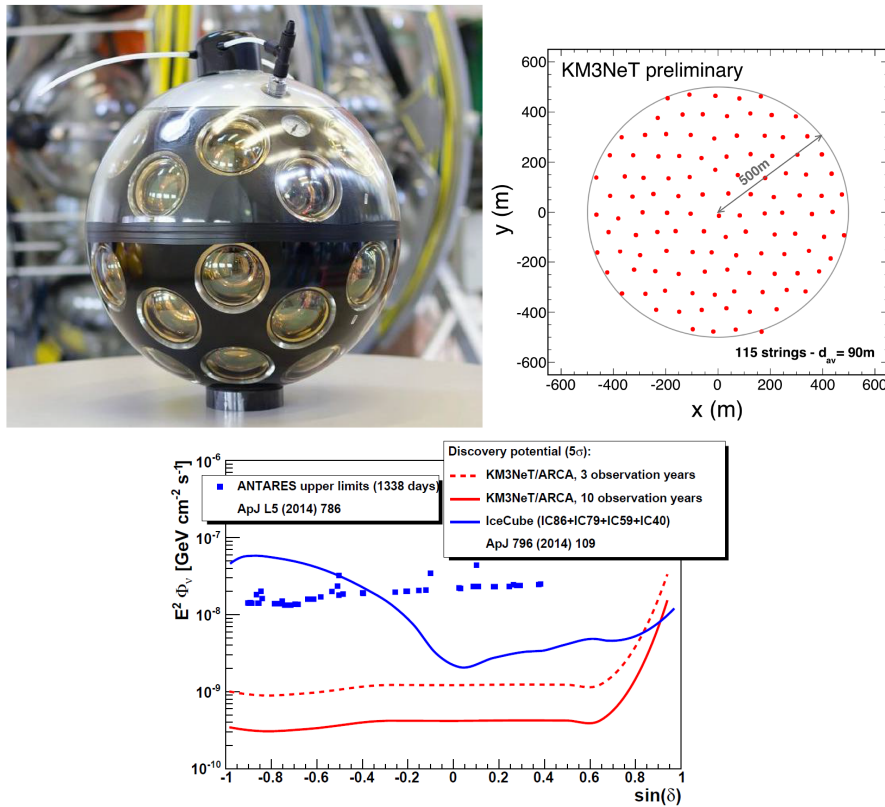 KM3NeT preliminary
y (m)
600
400
200
0
-200
-400
-600
500m
115 strings - d_av = 90m
-600 -400 -200 0 200 400 600
x (m)
Discovery potential (5σ):
KM3NeT/ARCA, 3 observation years
KM3NeT/ARCA, 10 observation years
IceCube (IC86+IC79+IC59+IC40)
ApJ 796 (2014) 109
ANTARES upper limits (1338 days)
ApJ L5 (2014) 786
E² Φν [GeV cm⁻² s⁻¹]
10⁻⁶
10⁻⁷
10⁻⁸
10⁻⁹
10⁻¹⁰
-1 -0.8 -0.6 -0.4 -0.2 0 0.2 0.4 0.6 0.8 1
sin(δ)